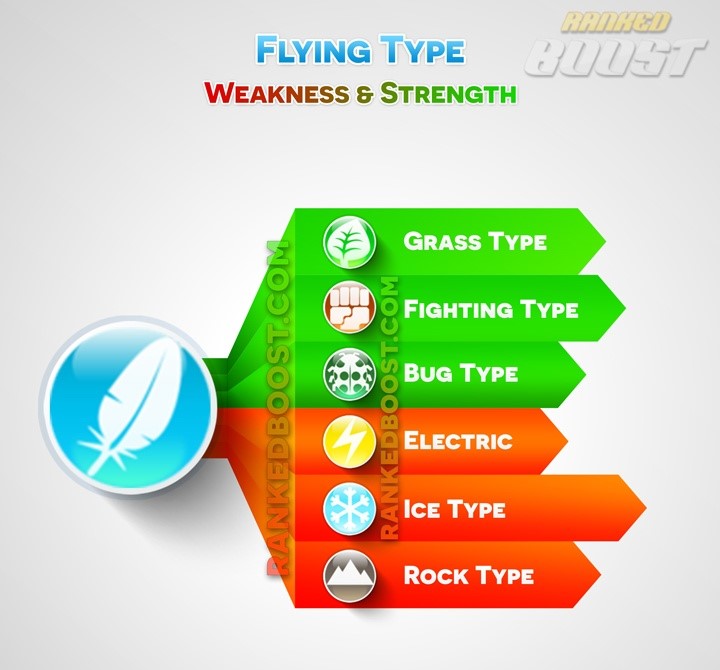 RANKED
BOOST
FLYING TYPE
WEAKNESS & STRENGTH
GRASS TYPE
FIGHTING TYPE
BUG TYPE
ELECTRIC
ICE TYPE
ROCK TYPE
RANKEDBOOST.COM
RANKEDBOOST.COM